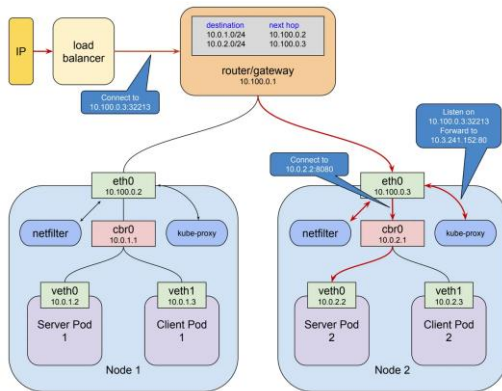 destination next hop
10.0.1.0/24 10.100.0.2
10.0.2.0/24 10.100.0.3
IP
load
balancer
router/gateway
10.100.0.1
Connect to
10.100.0.3:32213
Listen on
10.100.0.3:32213
Forward to
10.3.241.152:80
Connect to
10.0.2.2:8080
eth0
10.100.0.2
netfilter
cbr0
10.0.1.1
kube-proxy
veth0
10.0.1.2
veth1
10.0.1.3
Server Pod
1
Client Pod
1
Node 1
eth0
10.100.0.3
netfilter
cbr0
10.0.2.1
kube-proxy
veth0
10.0.2.2
veth1
10.0.2.3
Server Pod
2
Client Pod
2
Node 2